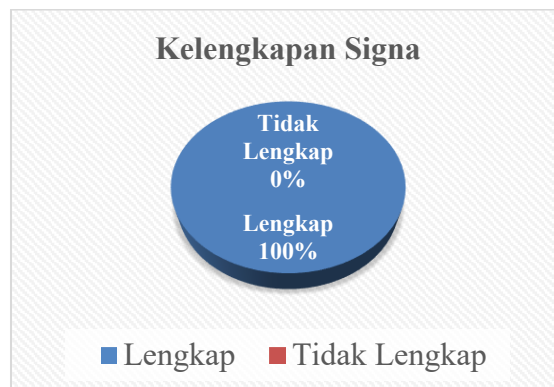 Kelengkapan Signa
Tidak
Lengkap
0%
Lengkap
100%
Lengkap Tidak Lengkap